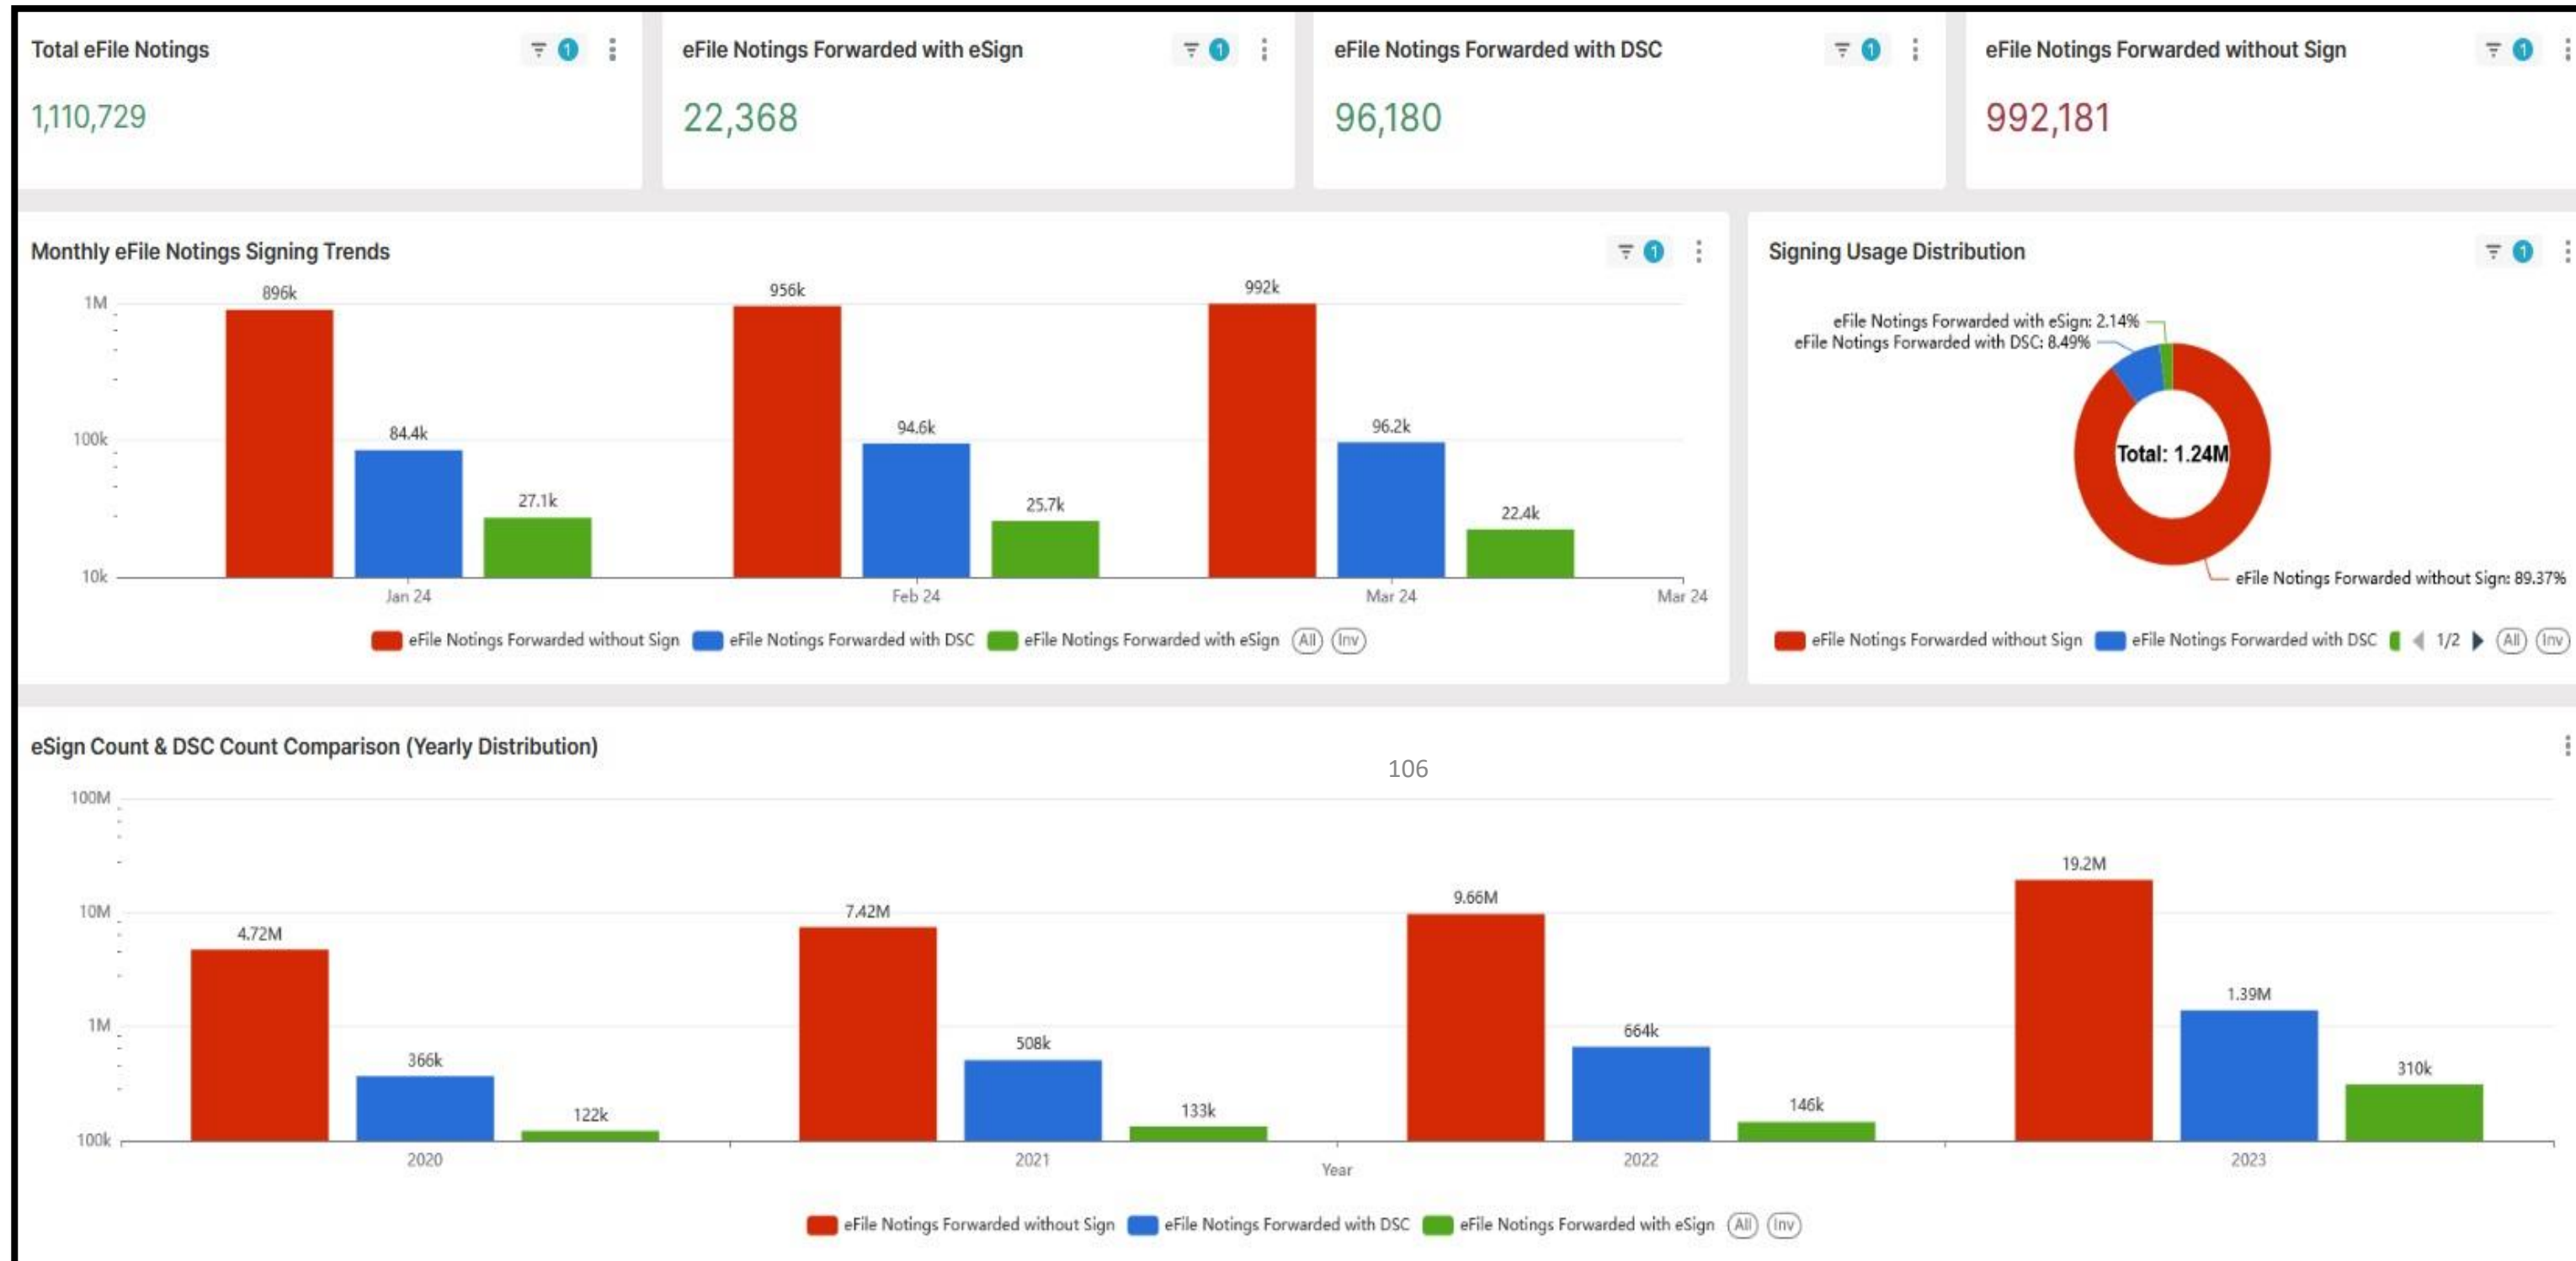 Total eFile Notings
1
1,110,729
eFile Notings Forwarded with eSign
1
22,368
eFile Notings Forwarded with DSC
1
96,180
eFile Notings Forwarded without Sign
1
992,181
Monthly eFile Notings Signing Trends
1
1M
100k
10k
896k
84.4k
27.1k
956k
94.6k
25.7k
992k
96.2k
22.4k
Jan 24
Feb 24
Mar 24
Mar 24
eFile Notings Forwarded without Sign
eFile Notings Forwarded with DSC
eFile Notings Forwarded with eSign
All
Inv
Signing Usage Distribution
1
eFile Notings Forwarded with eSign: 2.14%
eFile Notings Forwarded with DSC: 8.49%
Total: 1.24M
eFile Notings Forwarded without Sign: 89.37%
eFile Notings Forwarded without Sign
eFile Notings Forwarded with DSC
1/2
All
Inv
eSign Count & DSC Count Comparison (Yearly Distribution)
106
100M
10M
1M
100k
4.72M
366k
122k
7.42M
508k
133k
9.66M
664k
146k
19.2M
1.39M
310k
2020
2021
2022
2023
Year
eFile Notings Forwarded without Sign
eFile Notings Forwarded with DSC
eFile Notings Forwarded with eSign
All
Inv